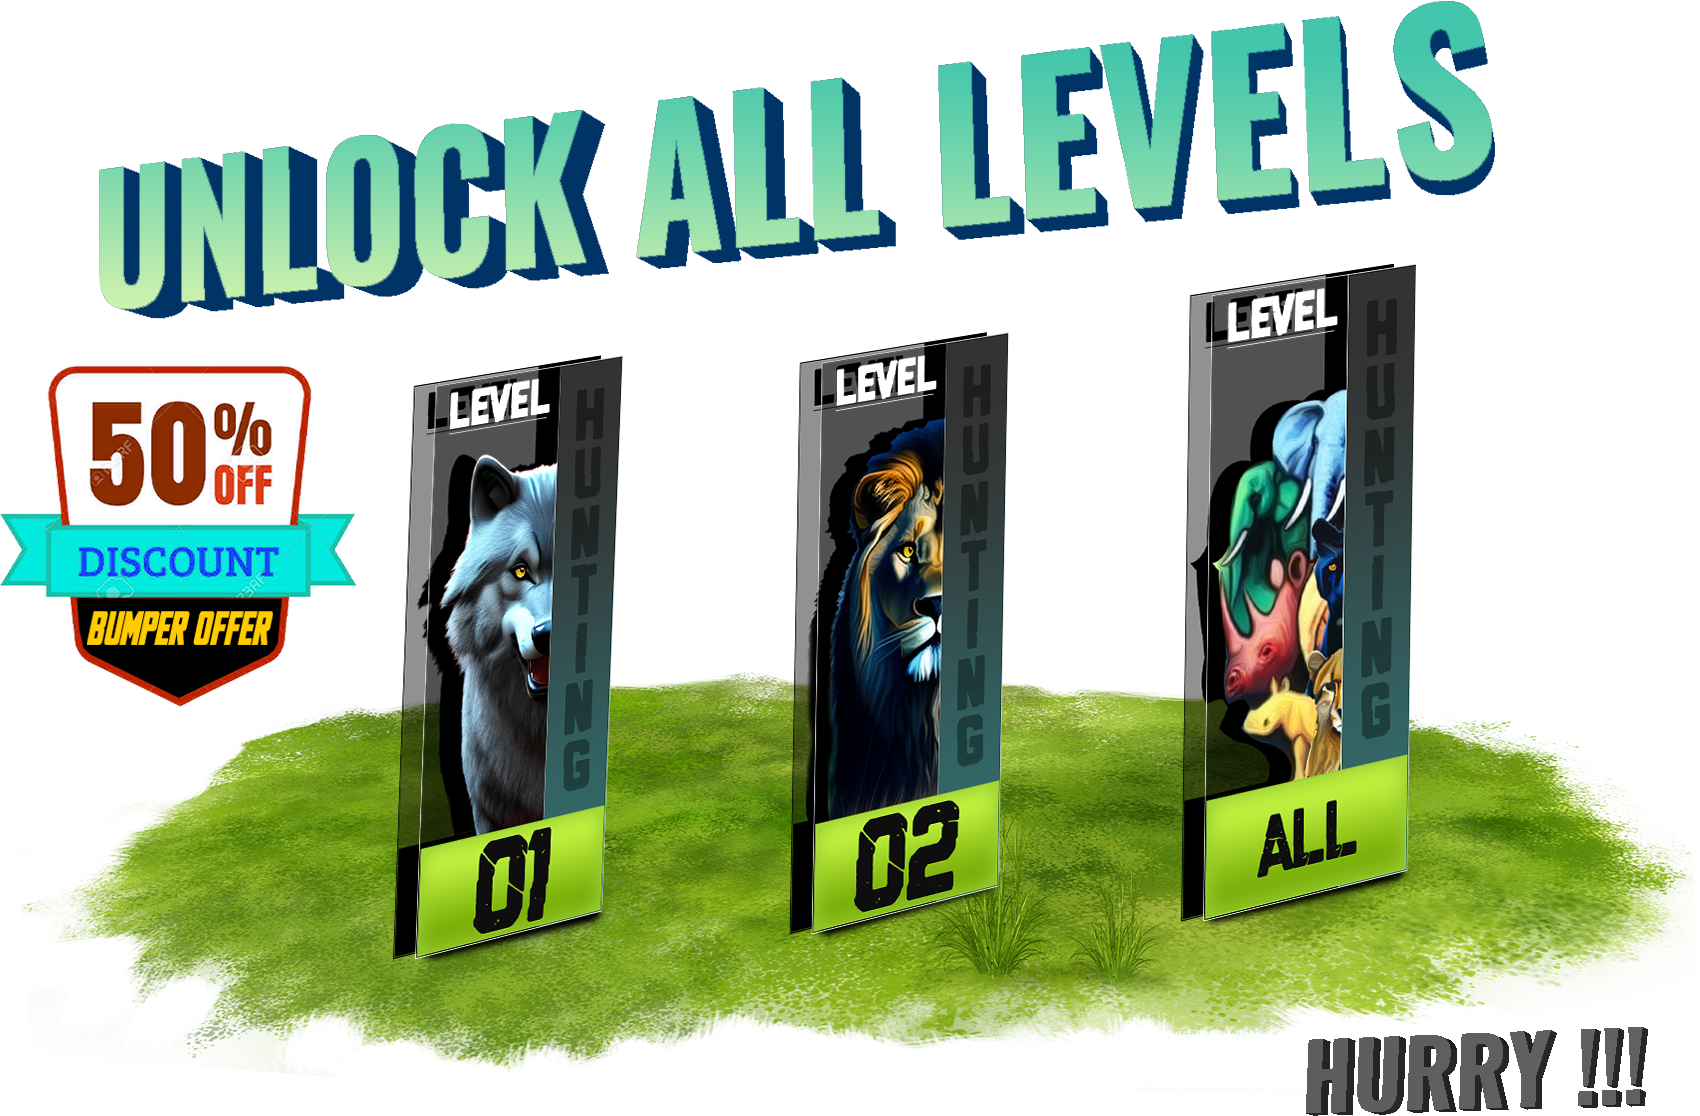 UNLOCK ALL LEVELS
50% OFF
DISCOUNT
BUMPER OFFER
LEVEL
HUNTING
01
LEVEL
HUNTING
02
LEVEL
HUNTING
ALL
HURRY !!!